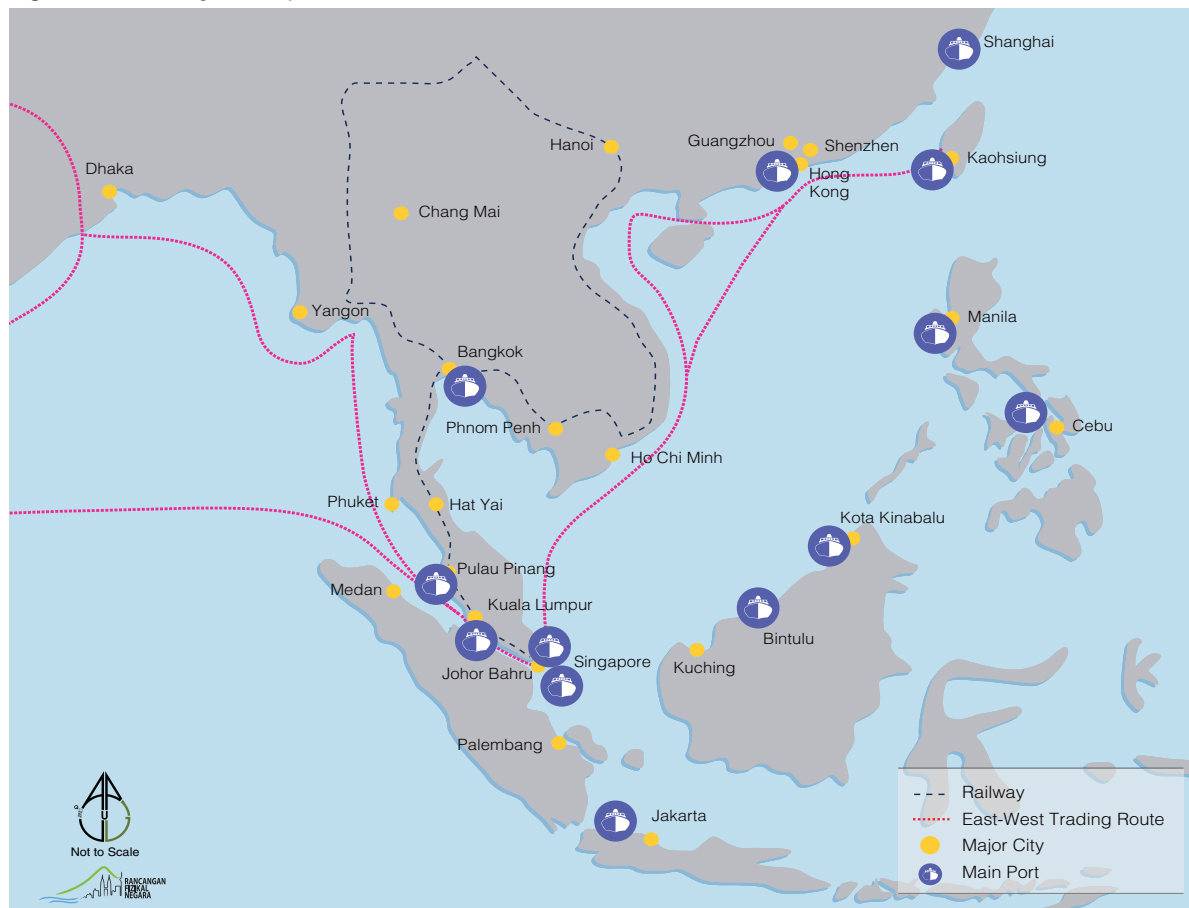 Shanghai
Guangzhou
Shenzhen
Hanoi
Hong
Kong
Kaohsiung
Dhaka
Chang Mai
Yangon
Manila
Bangkok
Phnom Penh
Cebu
Ho Chi Minh
Phuket
Hat Yai
Kota Kinabalu
Pulau Pinang
Medan
Kuala Lumpur
Bintulu
Singapore
Johor Bahru
Kuching
Palembang
Jakarta
Railway
East-West Trading Route
Major City
Main Port
Not to Scale
RANCANGAN
FIZIKAL
NEGARA